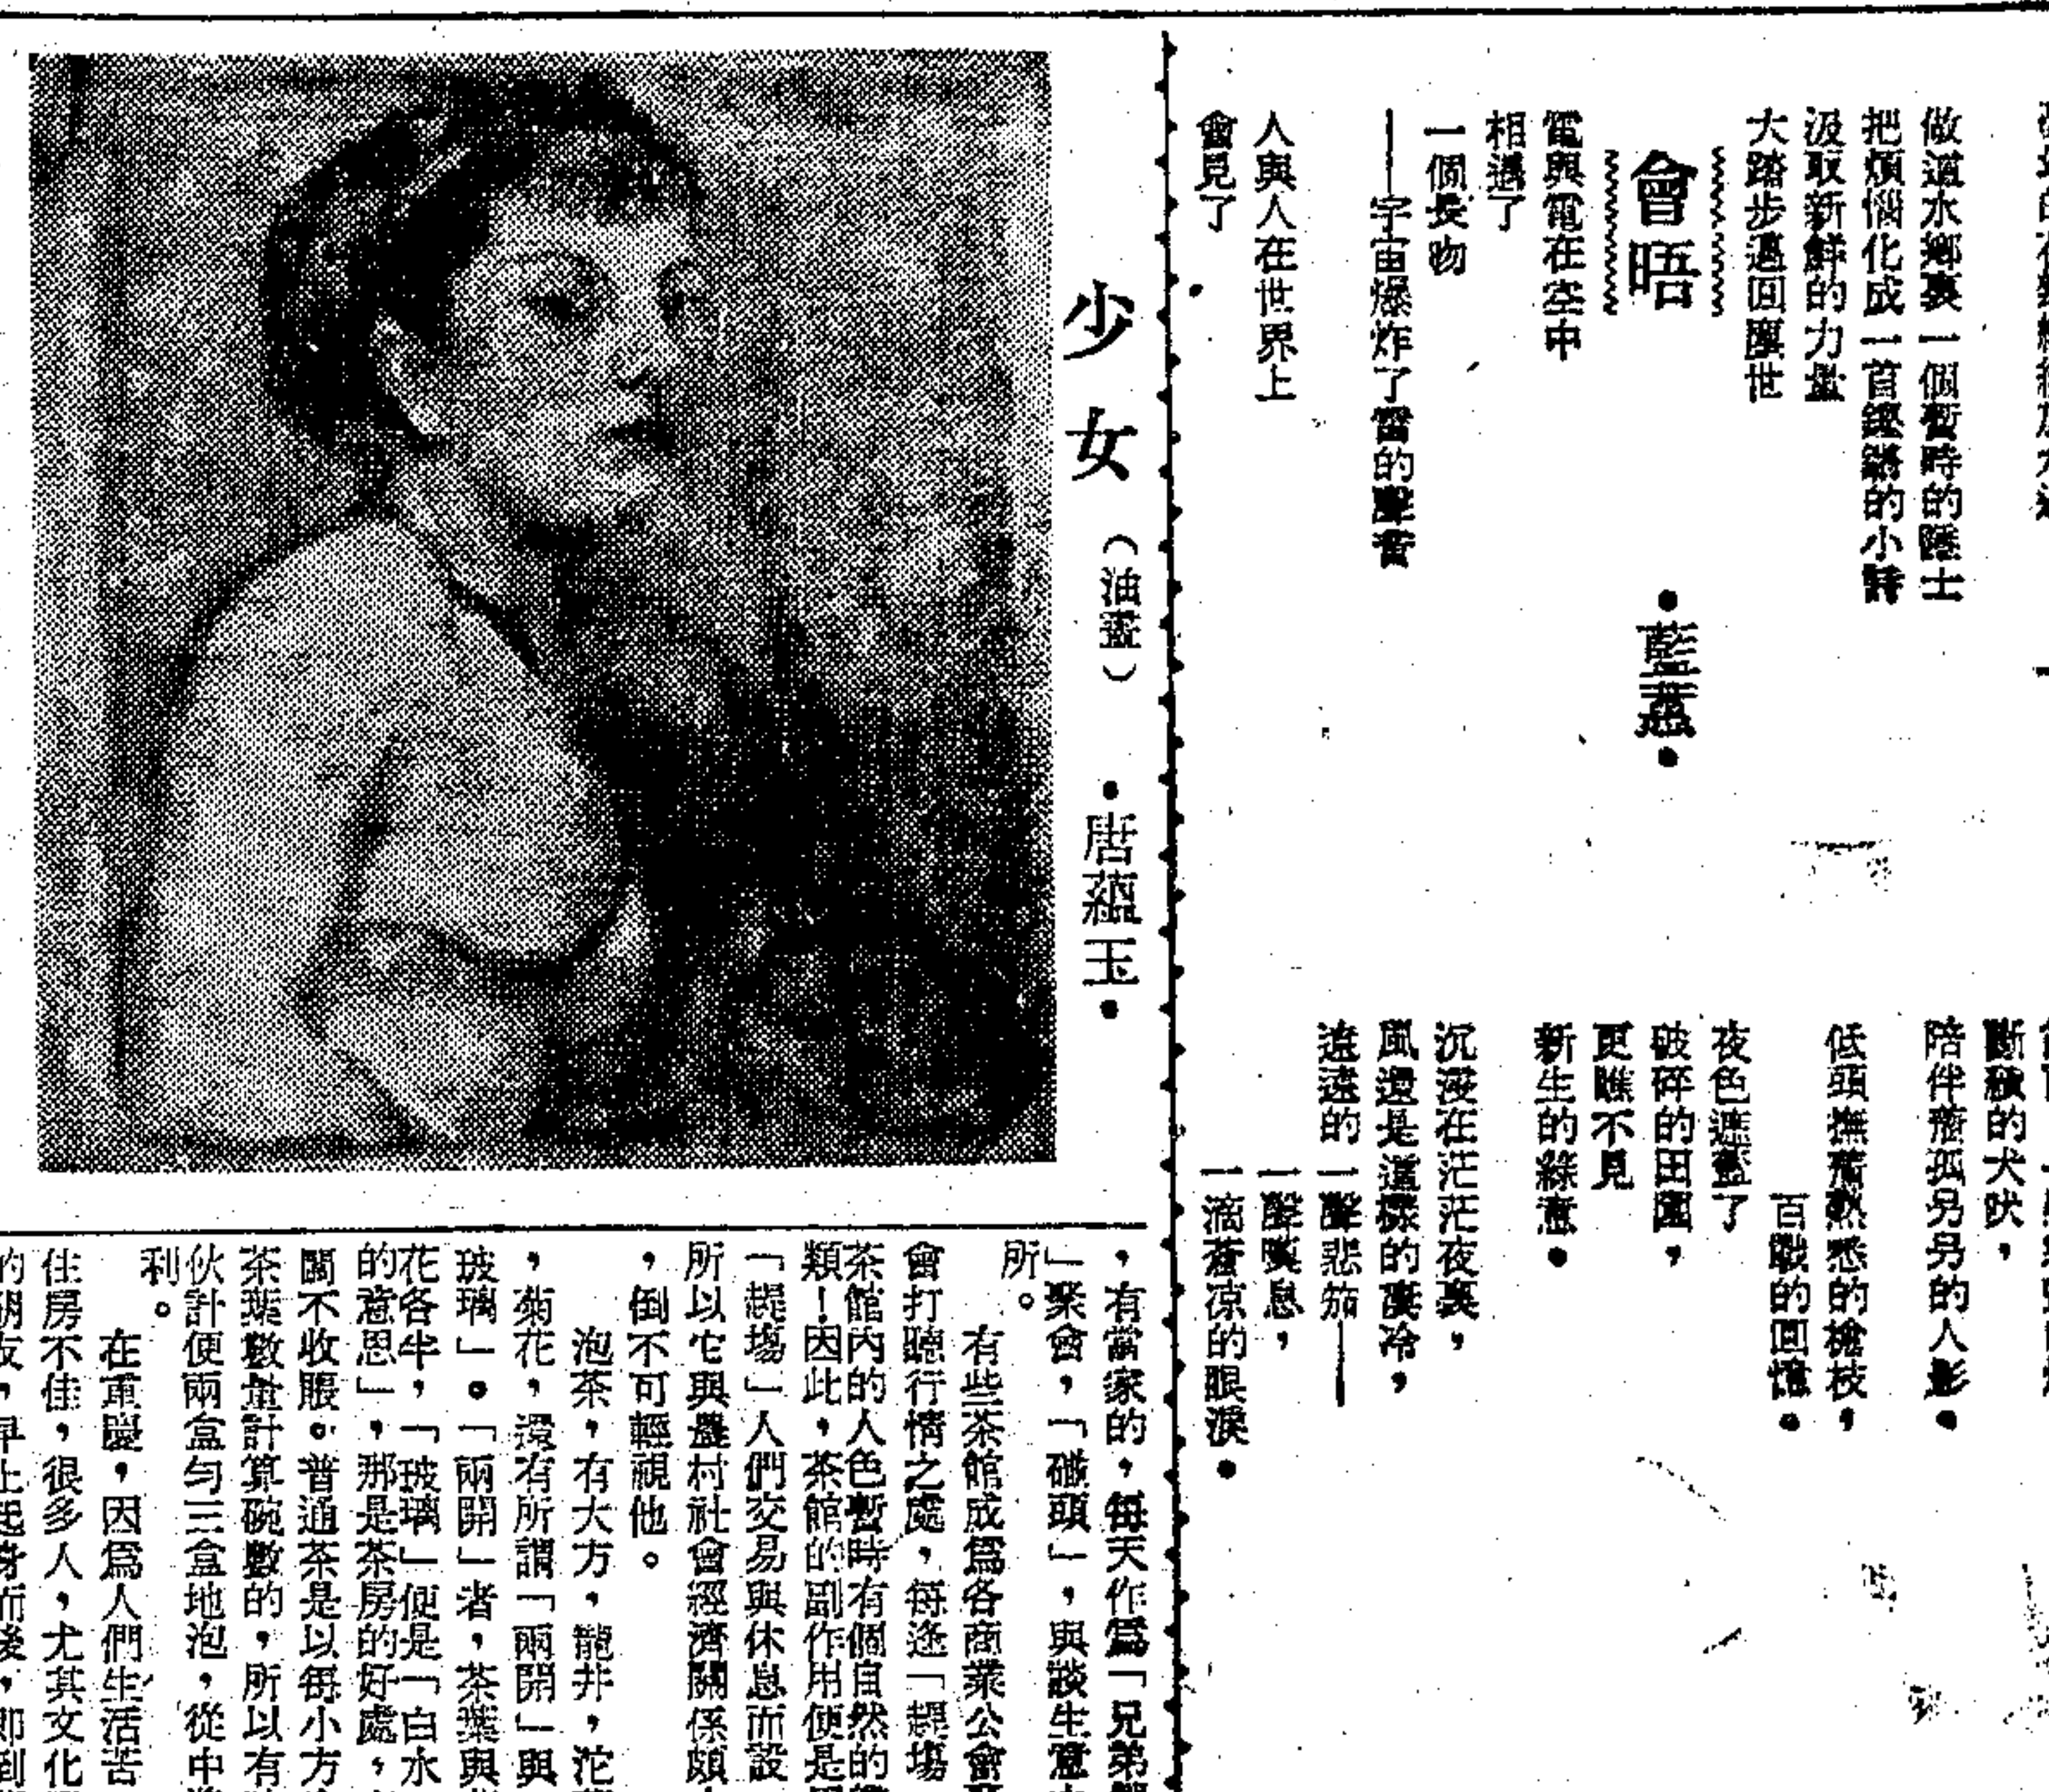 做這水鄉裏一個暫時的隱士
把煩惱化成一首鏗鏘的小詩
汲取新鮮的力量
大踏步邁回塵世
會晤
•藍燕•
電與電在空中
相遇了
一個長吻
——宇宙爆炸了雷的聲音
人與人在世界上
會見了
斷續的犬吠，
陪伴着孤另另的人影。
低頭撫着熟悉的槍枝，
百戰的回憶。
夜色遮蓋了
破碎的田園，
更瞧不見
新生的綠意。
沉浸在茫茫夜裏，
風還是這樣的淒冷，
遠遠的一聲悲笳——
一聲嘆息，
一滴蒼凉的眼淚。
少女（油畫）
•唐蘊玉•
，有當家的，每天作爲「兄弟
」聚會，「碰頭」，與談生意
所。
有些茶館成爲各商業公會
會打聽行情之處，每逢「趕場
茶館內的人色暫時有個自然的
類！因此，茶館的副作用便是
「趕場」人們交易與休息而設
所以它與農村社會經濟關係頗
，倒不可輕視他。
泡茶，有大方，龍井，沱
，菊花，還有所謂「兩開」與
玻璃」。「兩開」者，茶葉與
花各半，「玻璃」便是「白水
的意思」，那是茶房的好處，
闆不收賬。普通茶是以每小方
茶葉數量計算碗數的，所以有
伙計便兩盒勻三盒地泡，從中
利。
在重慶，因爲人們生活苦
住房不佳，很多人，尤其文化
的朋友，早上起身而後，即到